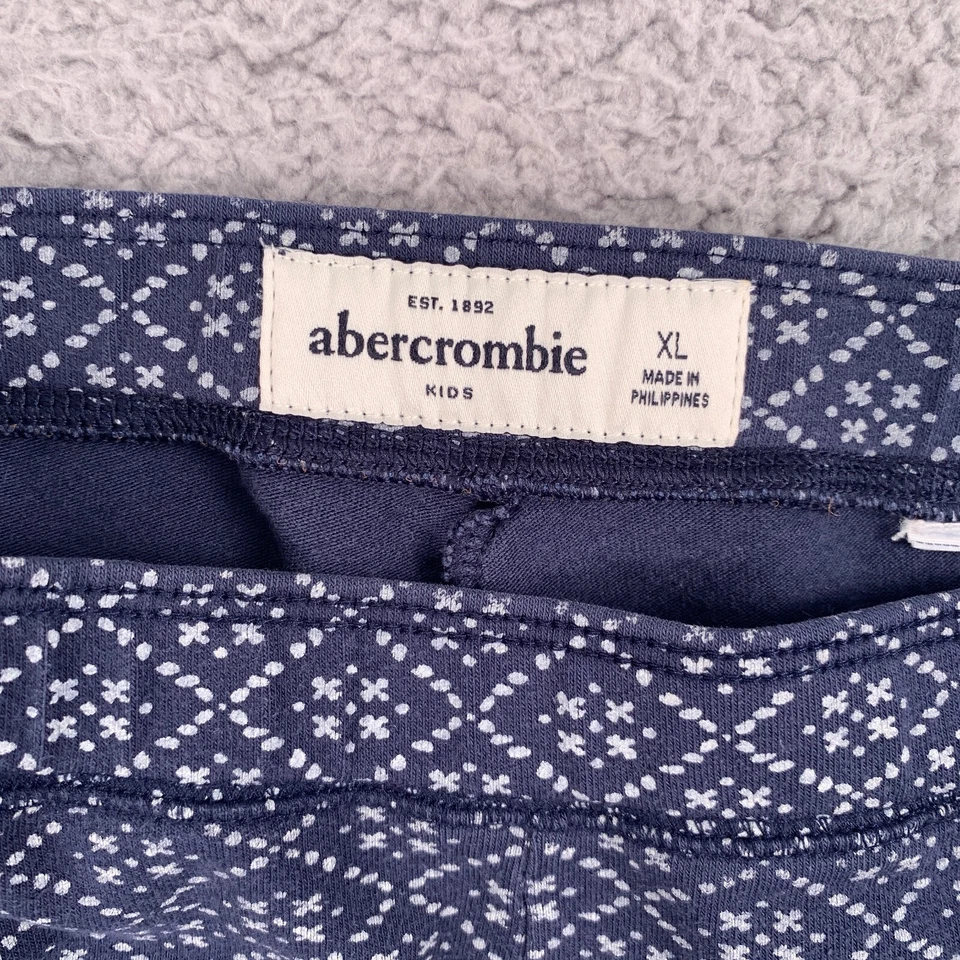 EST. 1892
abercrombie
KIDS
XL
MADE IN
PHILIPPINES